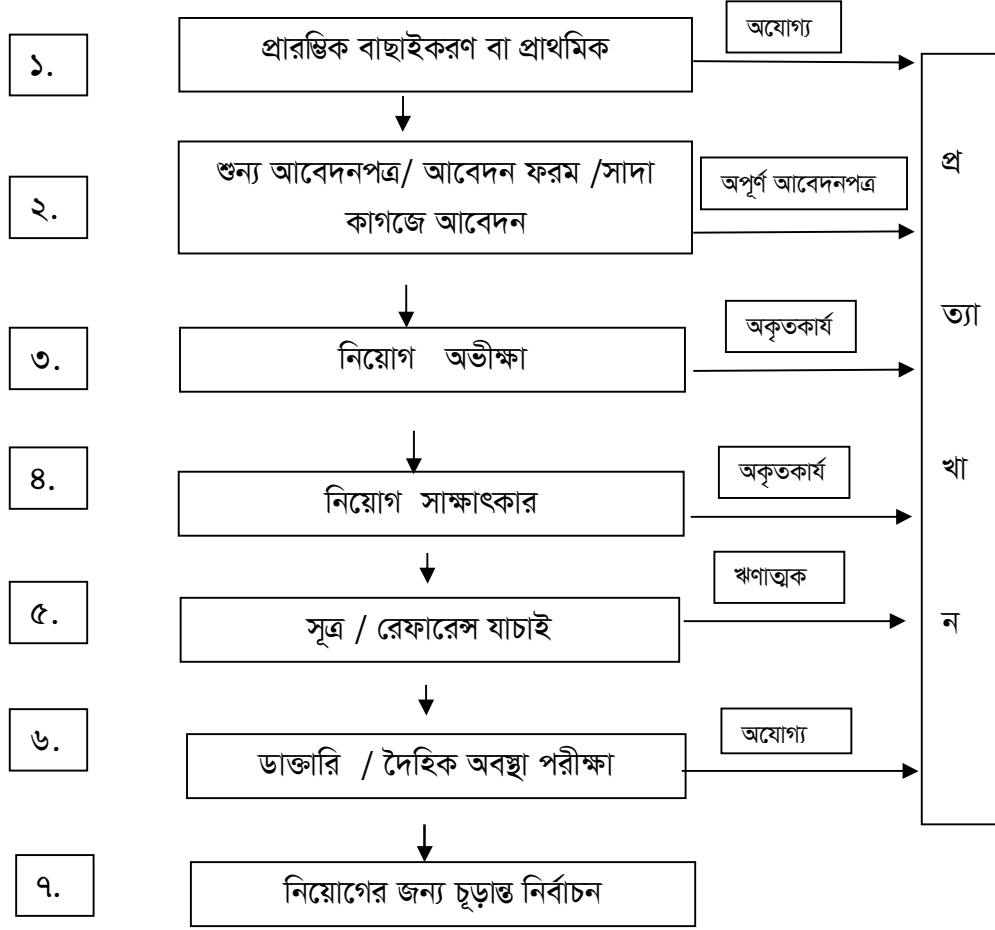 ১.
প্রারম্ভিক বাছাইকরণ বা প্রাথমিক
অযোগ্য
২.
শুন্য আবেদনপত্র/ আবেদন ফরম /সাদা
কাগজে আবেদন
অপূর্ণ আবেদনপত্র
৩.
নিয়োগ অভীক্ষা
অকৃতকার্য
৪.
নিয়োগ সাক্ষাৎকার
অকৃতকার্য
৫.
সূত্র / রেফারেন্স যাচাই
ঋণাত্মক
৬.
ডাক্তারি / দৈহিক অবস্থা পরীক্ষা
অযোগ্য
৭.
নিয়োগের জন্য চূড়ান্ত নির্বাচন
প্র
ত্যা
খা
ন